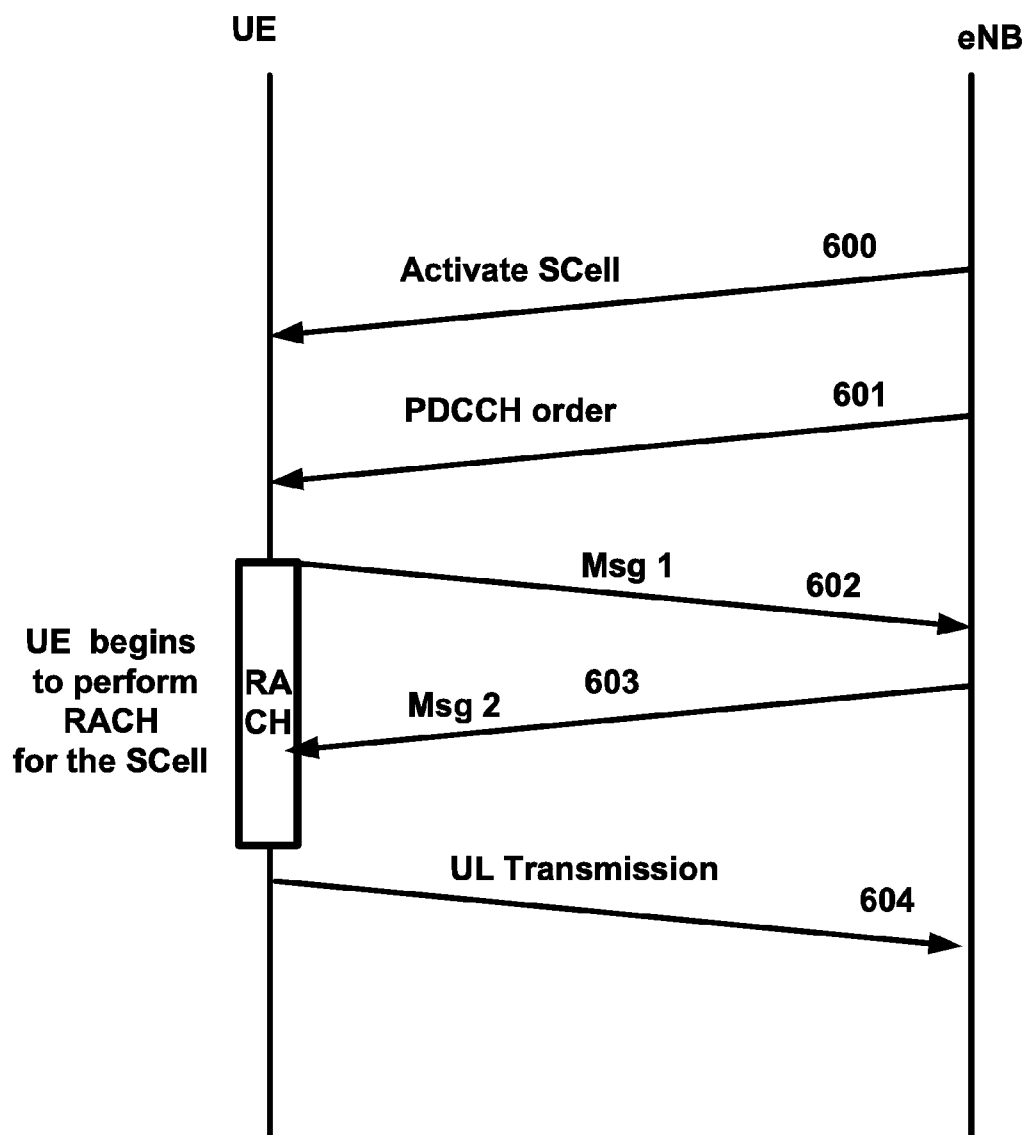 UE
eNB
600
Activate SCell
601
PDCCH order
Msg 1
602
UE begins
to perform
RACH
for the SCell
RA
CH
603
Msg 2
UL Transmission
604